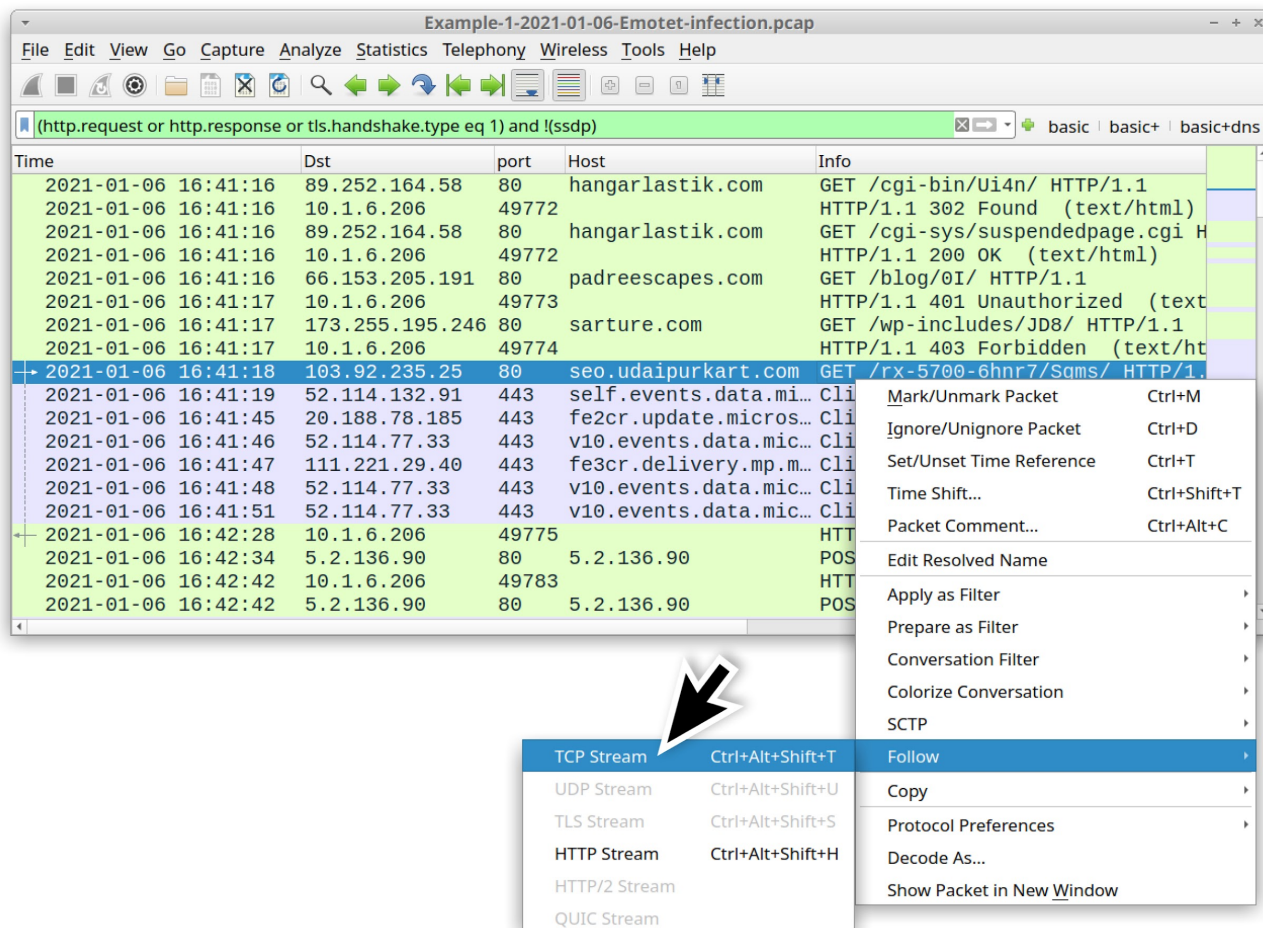 Example-1-2021-01-06-Emotet-infection.pcap
File Edit View Go Capture Analyze Statistics Telephony Wireless Tools Help
(http.request or http.response or tls.handshake.type eq 1) and !(ssdp) basic basic+ basic+dns
Time Dst port Host Info
2021-01-06 16:41:16 89.252.164.58 80 hangarlastik.com GET /cgi-bin/Ui4n/ HTTP/1.1
2021-01-06 16:41:16 10.1.6.206 49772 HTTP/1.1 302 Found (text/html)
2021-01-06 16:41:16 89.252.164.58 80 hangarlastik.com GET /cgi-sys/suspendedpage.cgi H
2021-01-06 16:41:16 10.1.6.206 49772 HTTP/1.1 200 OK (text/html)
2021-01-06 16:41:16 66.153.205.191 80 padreescapes.com GET /blog/0I/ HTTP/1.1
2021-01-06 16:41:17 10.1.6.206 49773 HTTP/1.1 401 Unauthorized (text
2021-01-06 16:41:17 173.255.195.246 80 sarture.com GET /wp-includes/JD8/ HTTP/1.1
2021-01-06 16:41:17 10.1.6.206 49774 HTTP/1.1 403 Forbidden (text/ht
2021-01-06 16:41:18 103.92.235.25 80 seo.udaipurkart.com GET /rx-5700-6hnr7/Sgms/ HTTP/1.
2021-01-06 16:41:19 52.114.132.91 443 self.events.data.mi… Cli
2021-01-06 16:41:45 20.188.78.185 443 fe2cr.update.micros… Cli
2021-01-06 16:41:46 52.114.77.33 443 v10.events.data.mic… Cli
2021-01-06 16:41:47 111.221.29.40 443 fe3cr.delivery.mp.m… Cli
2021-01-06 16:41:48 52.114.77.33 443 v10.events.data.mic… Cli
2021-01-06 16:41:51 52.114.77.33 443 v10.events.data.mic… Cli
2021-01-06 16:42:28 10.1.6.206 49775 HTT
2021-01-06 16:42:34 5.2.136.90 80 5.2.136.90 POS
2021-01-06 16:42:42 10.1.6.206 49783 HTT
2021-01-06 16:42:42 5.2.136.90 80 5.2.136.90 POS
Mark/Unmark Packet Ctrl+M
Ignore/Unignore Packet Ctrl+D
Set/Unset Time Reference Ctrl+T
Time Shift... Ctrl+Shift+T
Packet Comment... Ctrl+Alt+C
Edit Resolved Name
Apply as Filter
Prepare as Filter
Conversation Filter
Colorize Conversation
SCTP
Follow
Copy
Protocol Preferences
Decode As...
Show Packet in New Window
TCP Stream Ctrl+Alt+Shift+T
UDP Stream Ctrl+Alt+Shift+U
TLS Stream Ctrl+Alt+Shift+S
HTTP Stream Ctrl+Alt+Shift+H
HTTP/2 Stream
QUIC Stream